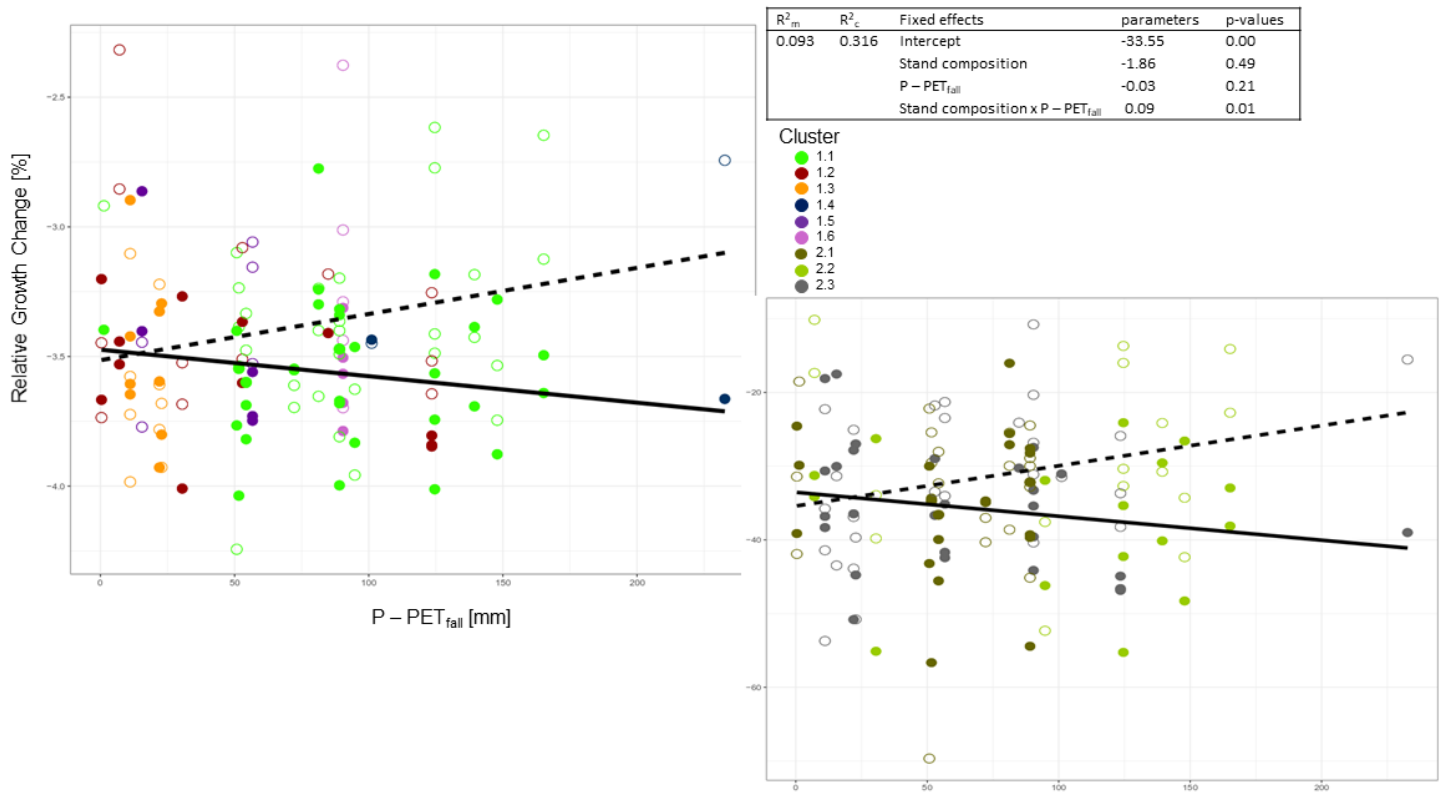 R²m R²c Fixed effects parameters p-values
0.093 0.316 Intercept -33.55 0.00
Stand composition -1.86 0.49
P – PETfall -0.03 0.21
Stand composition x P – PETfall 0.09 0.01
Cluster
1.1
1.2
1.3
1.4
1.5
1.6
2.1
2.2
2.3
Relative Growth Change [%]
−2.5
−3.0
−3.5
−4.0
0 50 100 150 200
P – PETfall [mm]
−20
−40
−60
0 50 100 150 200